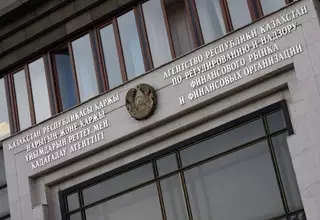 ҚАЗАҚСТАН РЕСПУБЛИКАСЫ ҚАРЖЫ
НАРЫҒЫН ЖӘНЕ ҚАРЖЫ
ҰЙЫМДАРЫН РЕТТЕУ МЕН
ҚАДАҒАЛАУ АГЕНТТІГІ
АГЕНТСТВО РЕСПУБЛИКИ КАЗАХСТАН
ПО РЕГУЛИРОВАНИЮ И НАДЗОРУ
ФИНАНСОВОГО РЫНКА
И ФИНАНСОВЫХ ОРГАНИЗАЦИЙ